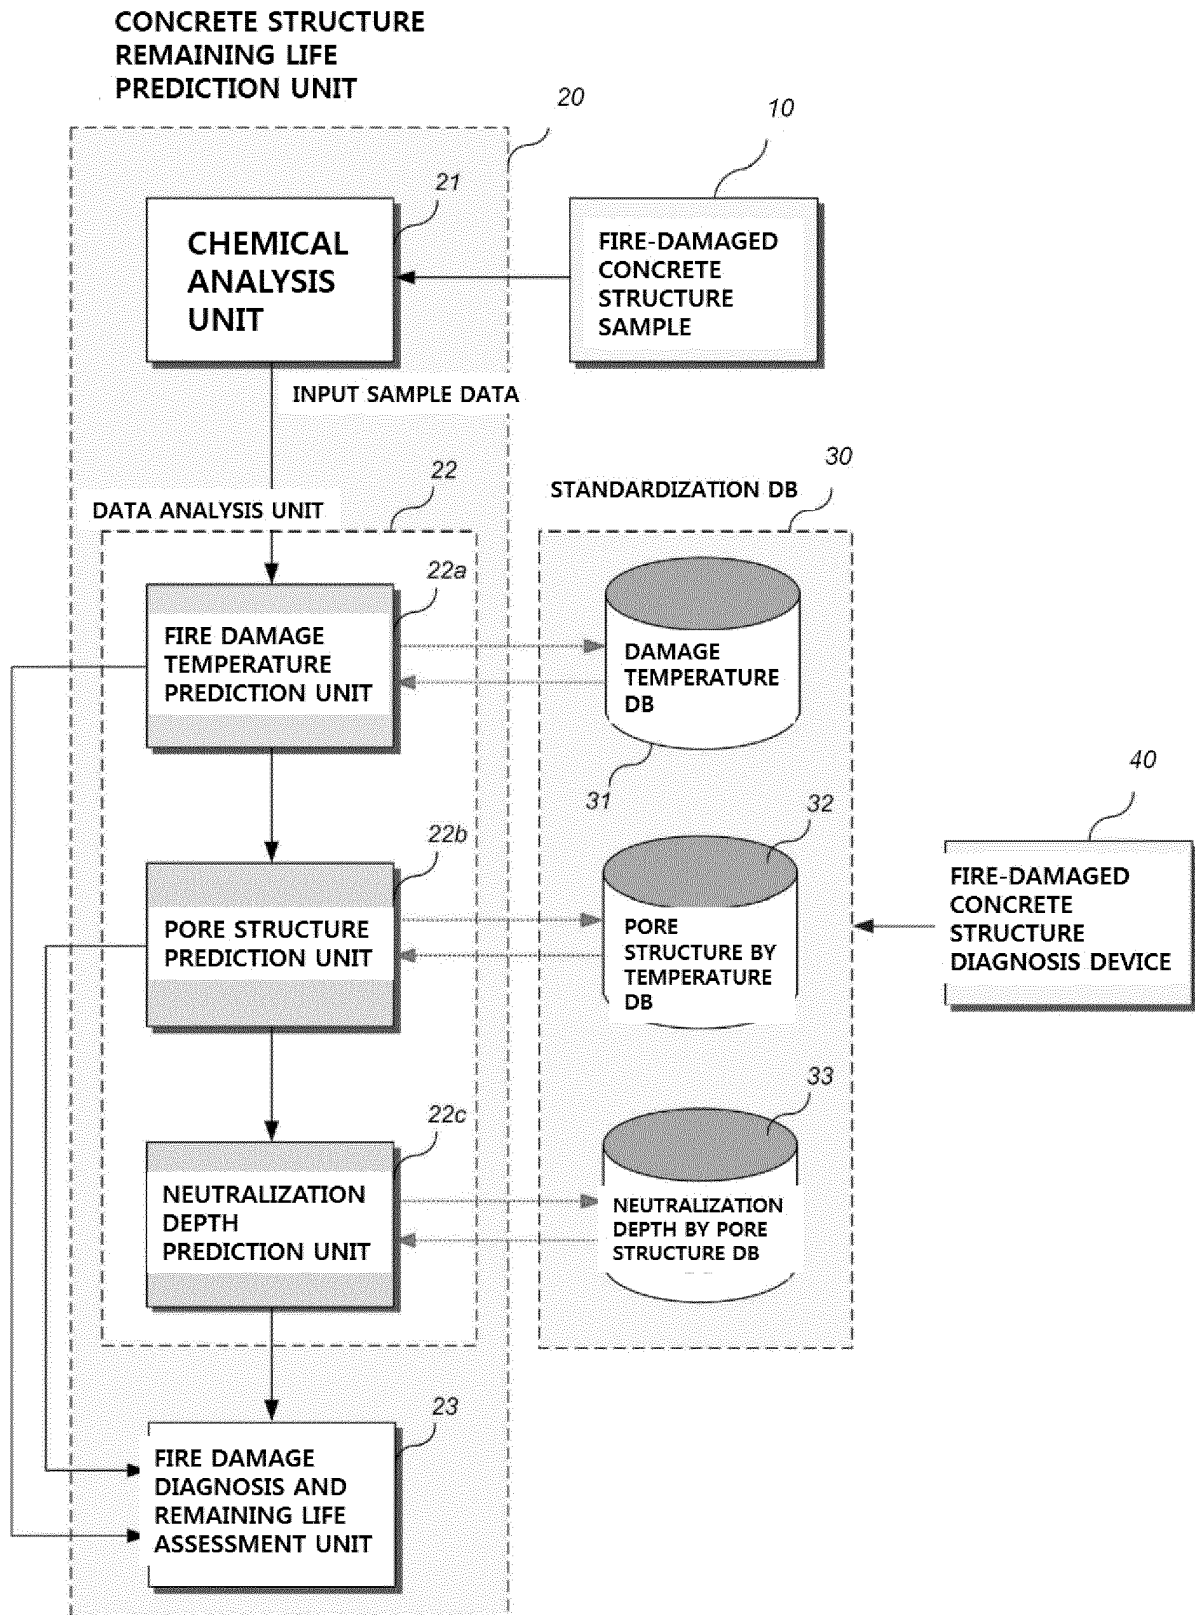 CONCRETE STRUCTURE
REMAINING LIFE
PREDICTION UNIT
20
10
21
CHEMICAL
ANALYSIS
UNIT
FIRE-DAMAGED
CONCRETE
STRUCTURE
SAMPLE
INPUT SAMPLE DATA
22
30
STANDARDIZATION DB
DATA ANALYSIS UNIT
22a
FIRE DAMAGE
TEMPERATURE
PREDICTION UNIT
DAMAGE
TEMPERATURE
DB
31
32
40
22b
PORE STRUCTURE
PREDICTION UNIT
PORE
STRUCTURE BY
TEMPERATURE
DB
FIRE-DAMAGED
CONCRETE
STRUCTURE
DIAGNOSIS DEVICE
33
22c
NEUTRALIZATION
DEPTH
PREDICTION UNIT
NEUTRALIZATION
DEPTH BY PORE
STRUCTURE DB
23
FIRE DAMAGE
DIAGNOSIS AND
REMAINING LIFE
ASSESSMENT UNIT